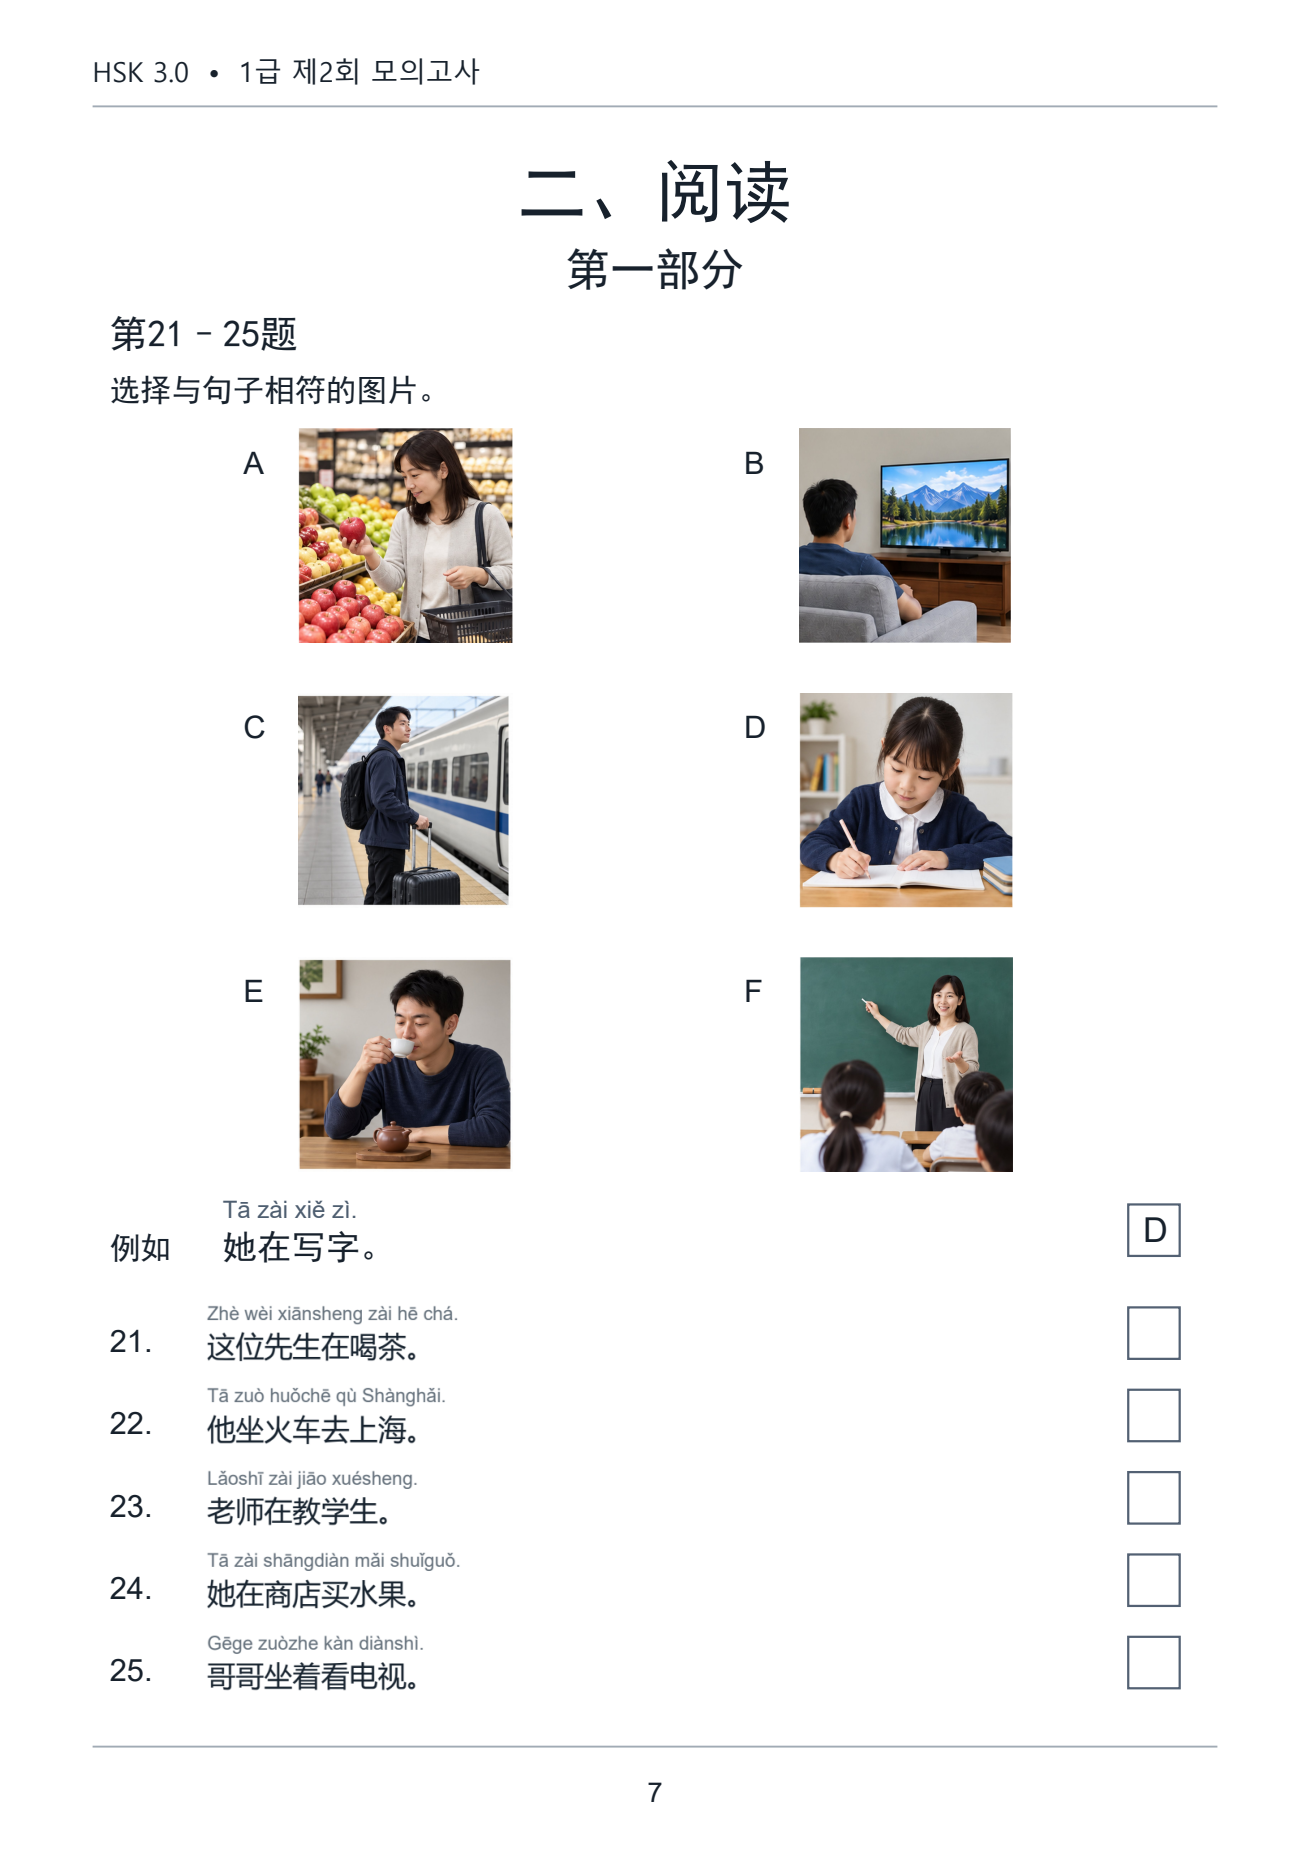 HSK 3.0 • 1급 제2회 모의고사
二、阅读
第一部分
第21 - 25题
选择与句子相符的图片。
A
B
C
D
E
F
Tā zài xiě zì.
例如 她在写字。 D
Zhè wèi xiānsheng zài hē chá.
21. 这位先生在喝茶。
Tā zuò huǒchē qù Shànghǎi.
22. 他坐火车去上海。
Lǎoshī zài jiāo xuésheng.
23. 老师在教学生。
Tā zài shāngdiàn mǎi shuǐguǒ.
24. 她在商店买水果。
Gēge zuòzhe kàn diànshì.
25. 哥哥坐着看电视。
7